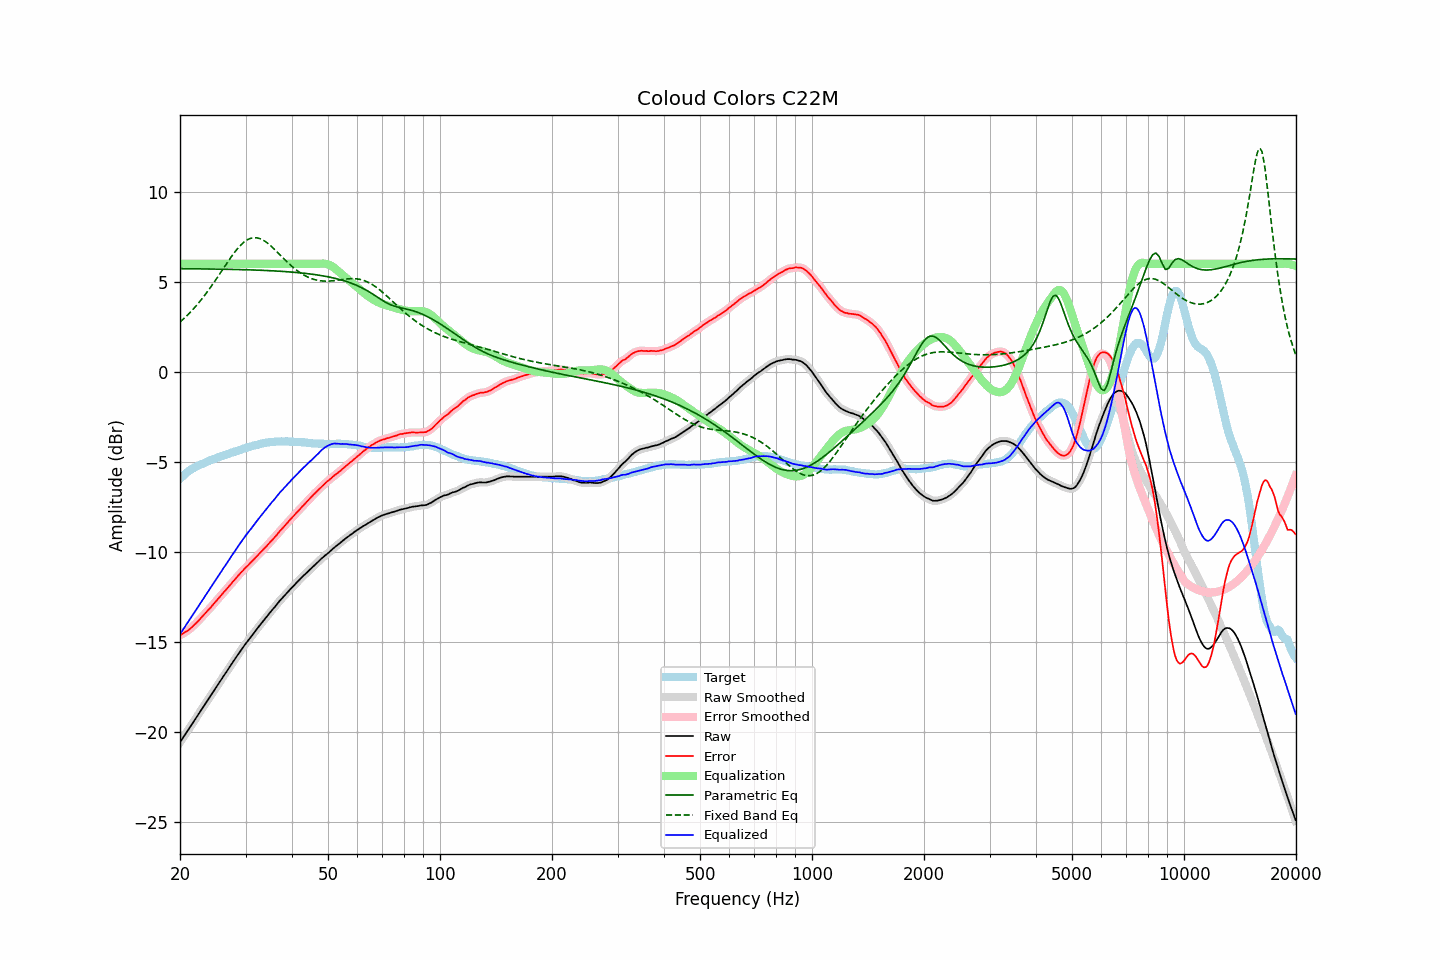 Coloud Colors C22M
Amplitude (dBr)
10
5
0
−5
−10
−15
−20
−25
Target
Raw Smoothed
Error Smoothed
Raw
Error
Equalization
Parametric Eq
Fixed Band Eq
Equalized
20 50 100 200 500 1000 2000 5000 10000 20000
Frequency (Hz)